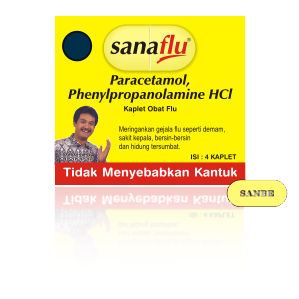 sanaflu®
Paracetamol,
Phenylpropanolamine HCl
Kaplet Obat Flu
Meringankan gejala flu seperti demam,
sakit kepala, bersin-bersin
dan hidung tersumbat.
ISI : 4 KAPLET
Tidak Menyebabkan Kantuk
SANBE